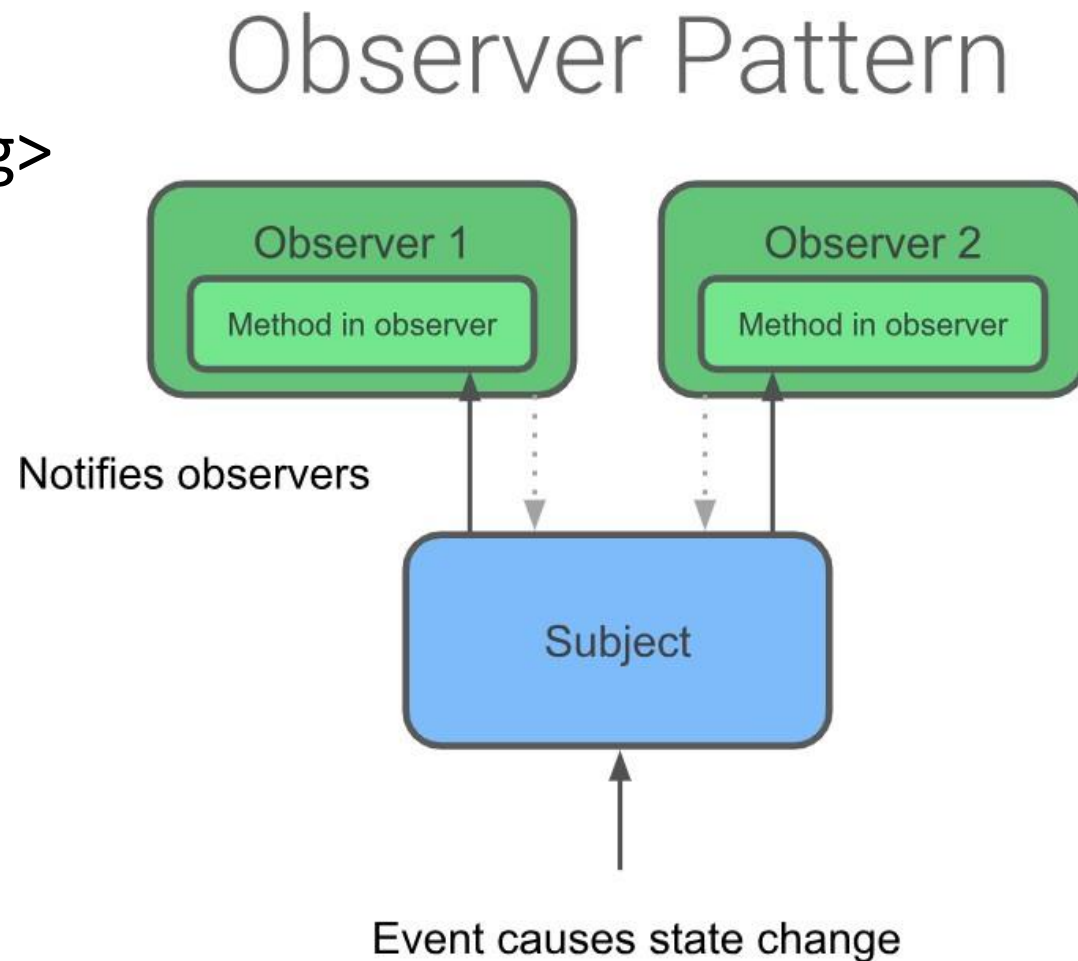 Observer Pattern
g>
Observer 1
Observer 2
Method in observer
Method in observer
Notifies observers
Subject
Event causes state change